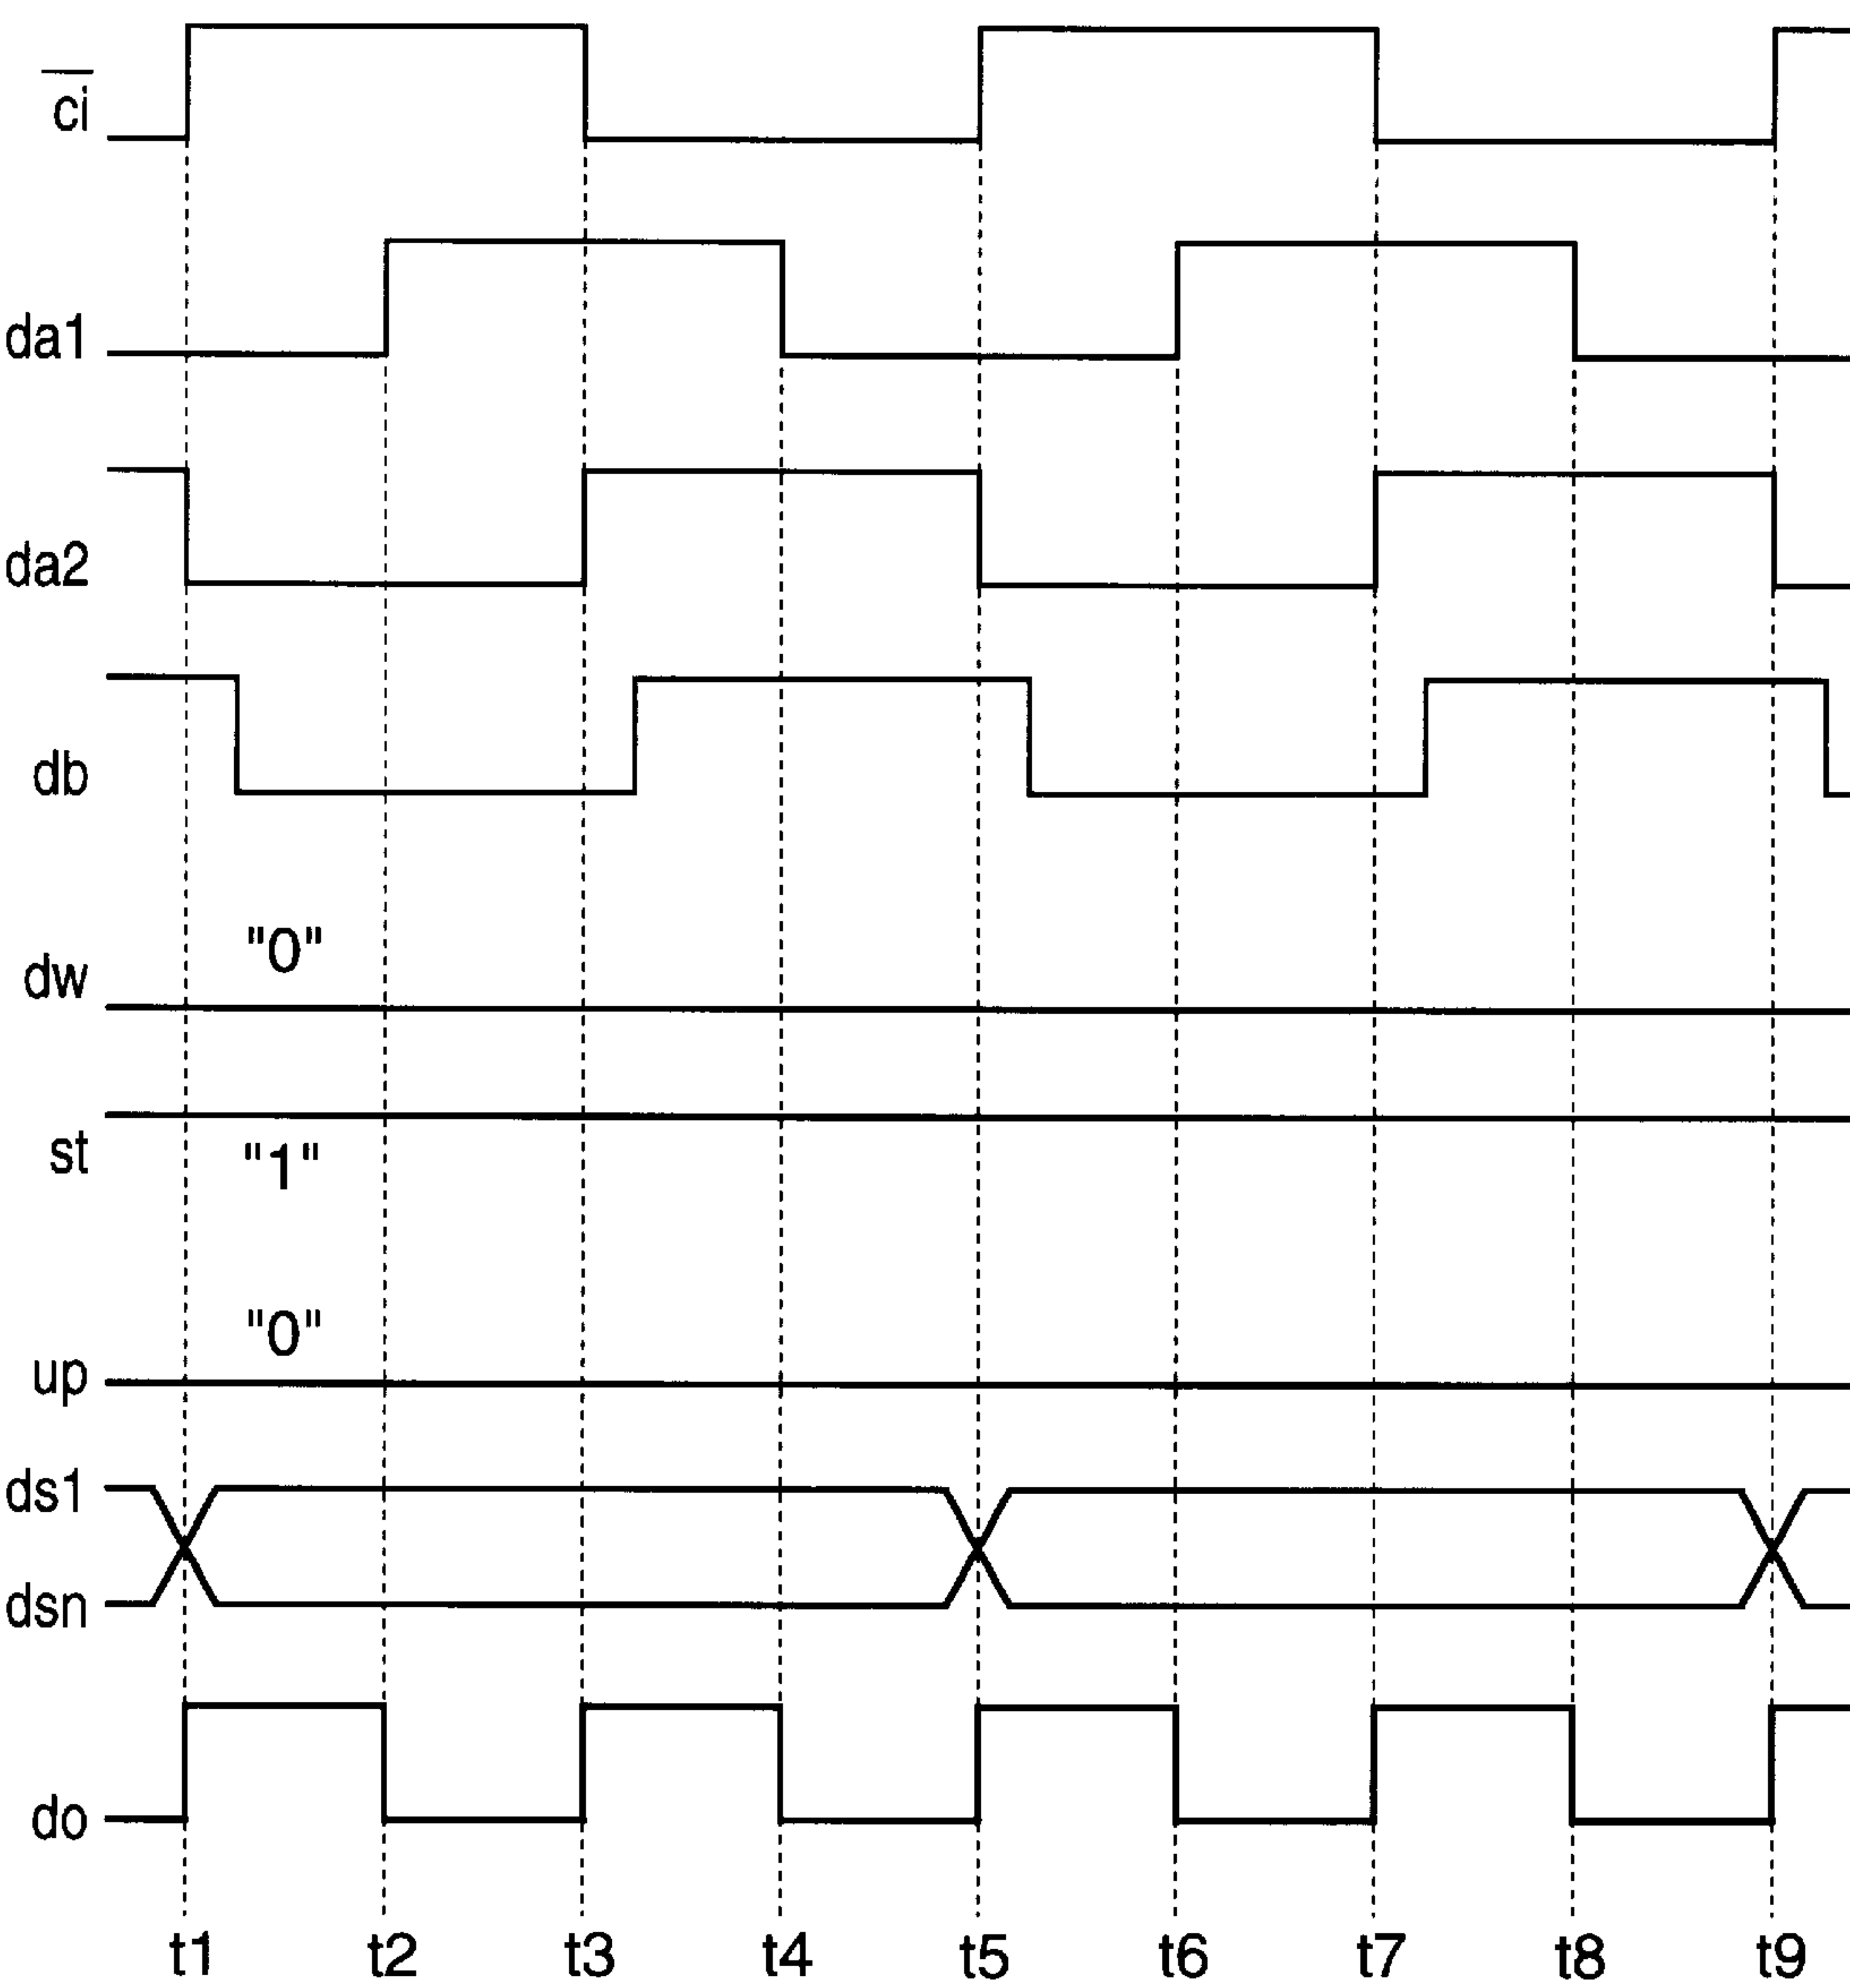 c̅i̅
da1
da2
db
dw "0"
st "1"
up "0"
ds1
dsn
do
t1 t2 t3 t4 t5 t6 t7 t8 t9